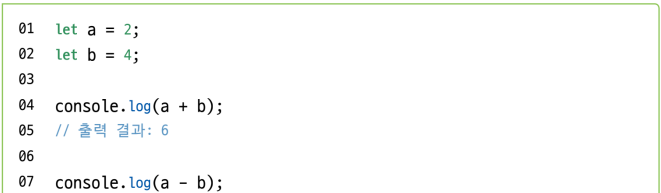 01 let a = 2;
02 let b = 4;
03
04 console.log(a + b);
05 // 출력 결과: 6
06
07 console.log(a - b);